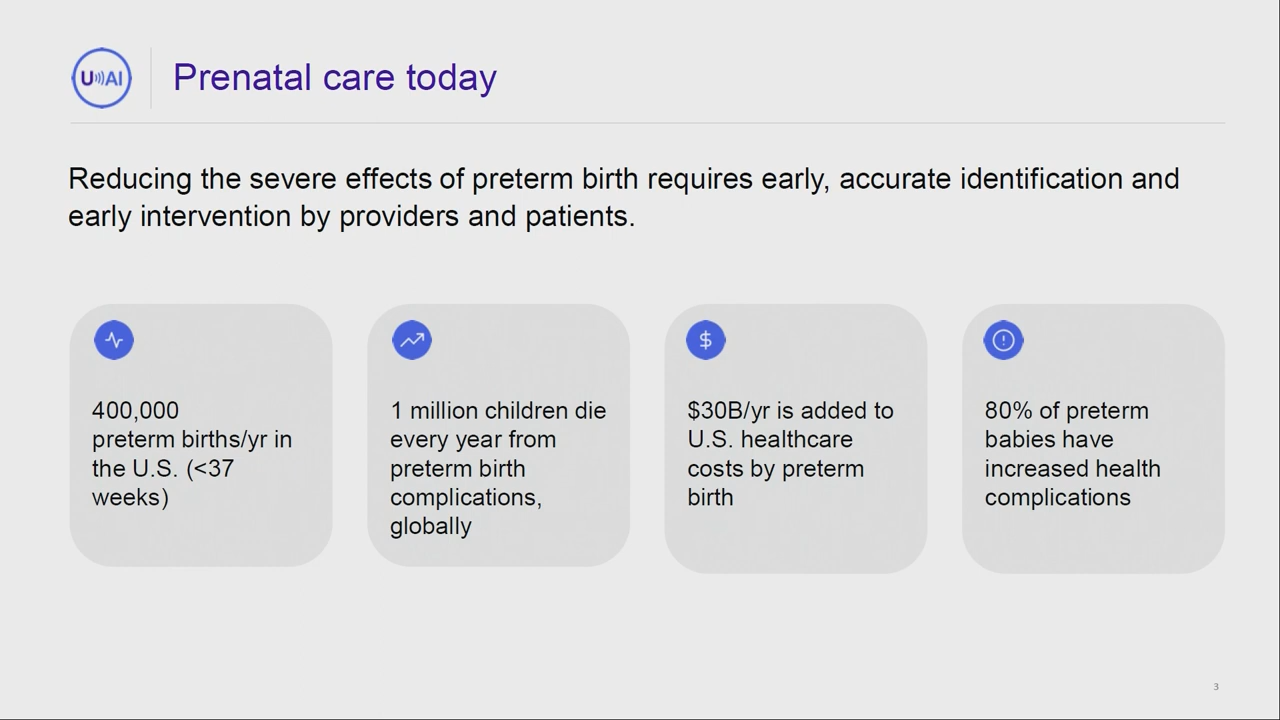 U)))AI
Prenatal care today
Reducing the severe effects of preterm birth requires early, accurate identification and
early intervention by providers and patients.
400,000
preterm births/yr in
the U.S. (<37
weeks)
1 million children die
every year from
preterm birth
complications,
globally
$
$30B/yr is added to
U.S. healthcare
costs by preterm
birth
!
80% of preterm
babies have
increased health
complications
3